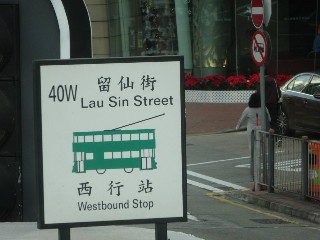 40W 留仙街
Lau Sin Street
西行站
Westbound Stop